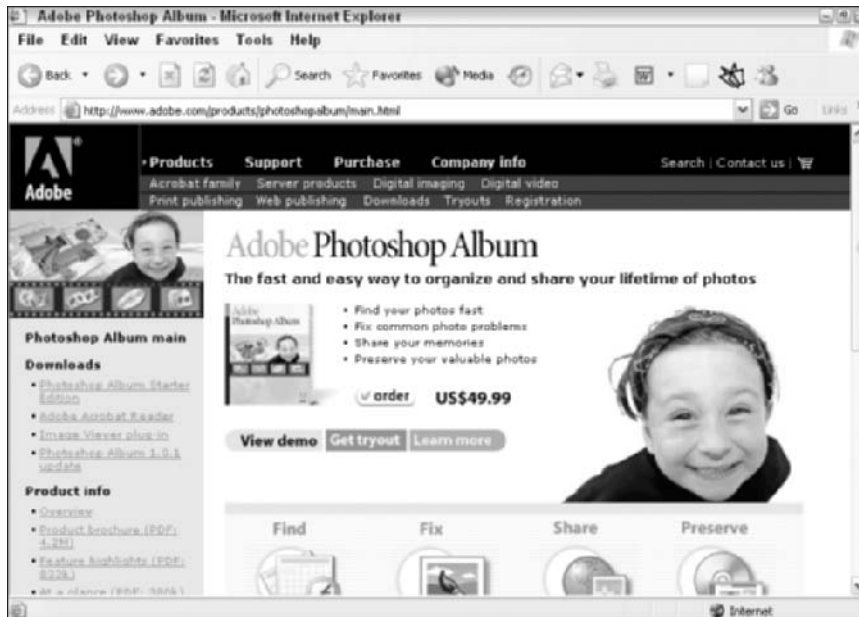 Adobe Photoshop Album - Microsoft Internet Explorer
File Edit View Favorites Tools Help
Back Search Favorites Media
Address http://www.adobe.com/products/photoshopalbum/main.html Go Links
Adobe
Products Support Purchase Company info Search | Contact us |
Acrobat family Server products Digital imaging Digital video
Print publishing Web publishing Downloads Tryouts Registration
Adobe Photoshop Album
The fast and easy way to organize and share your lifetime of photos
Adobe
Photoshop Album
• Find your photos fast
• Fix common photo problems
• Share your memories
• Preserve your valuable photos
order US$49.99
View demo Get tryout Learn more
Photoshop Album main
Downloads
Photoshop Album Starter
Edition
Adobe Acrobat Reader
Image Viewer plug-in
Photoshop Album 1.0.1
update
Product info
Overview
Product brochure (PDF:
4.2M)
Feature highlights (PDF:
At a glance (PDF:
Find Fix Share Preserve
Internet